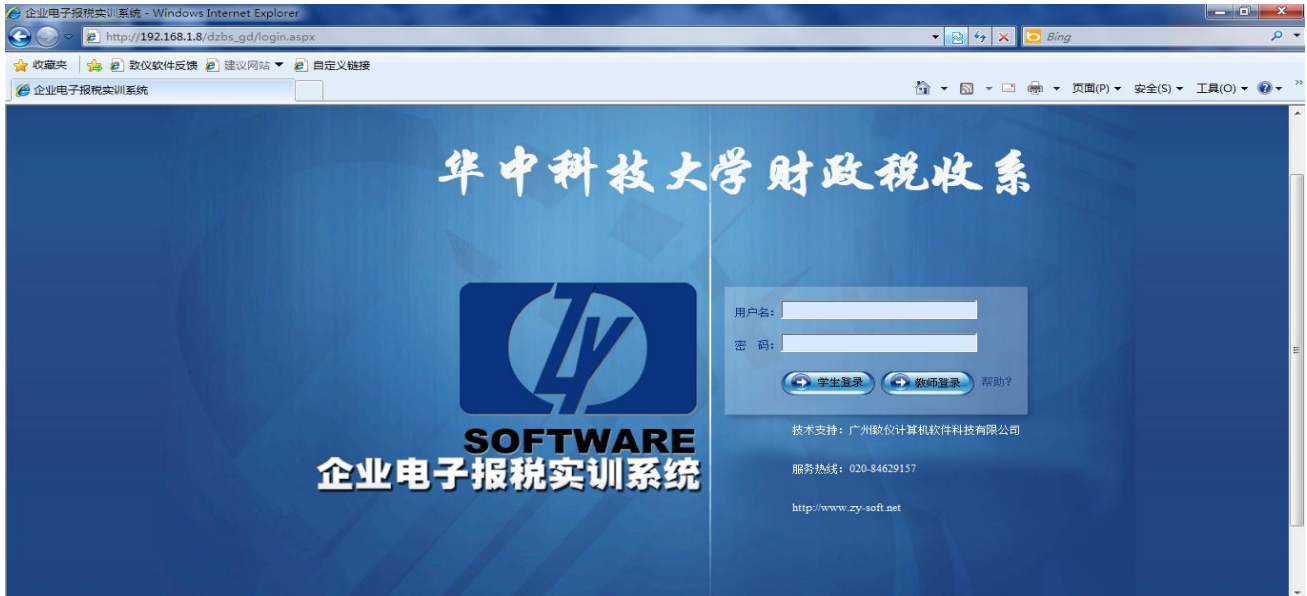 企业电子报税实训系统 - Windows Internet Explorer
http://192.168.1.8/dzbs_gd/login.aspx
Bing
收藏夹 致仪软件反馈 建议网站 自定义链接
企业电子报税实训系统 页面(P) 安全(S) 工具(O)
华中科技大学财政税收系
ZY
用户名:
密 码:
学生登录 教师登录 帮助?
SOFTWARE
企业电子报税实训系统
技术支持:广州致仪计算机软件科技有限公司
服务热线:020-84629157
http://www.zy-soft.net